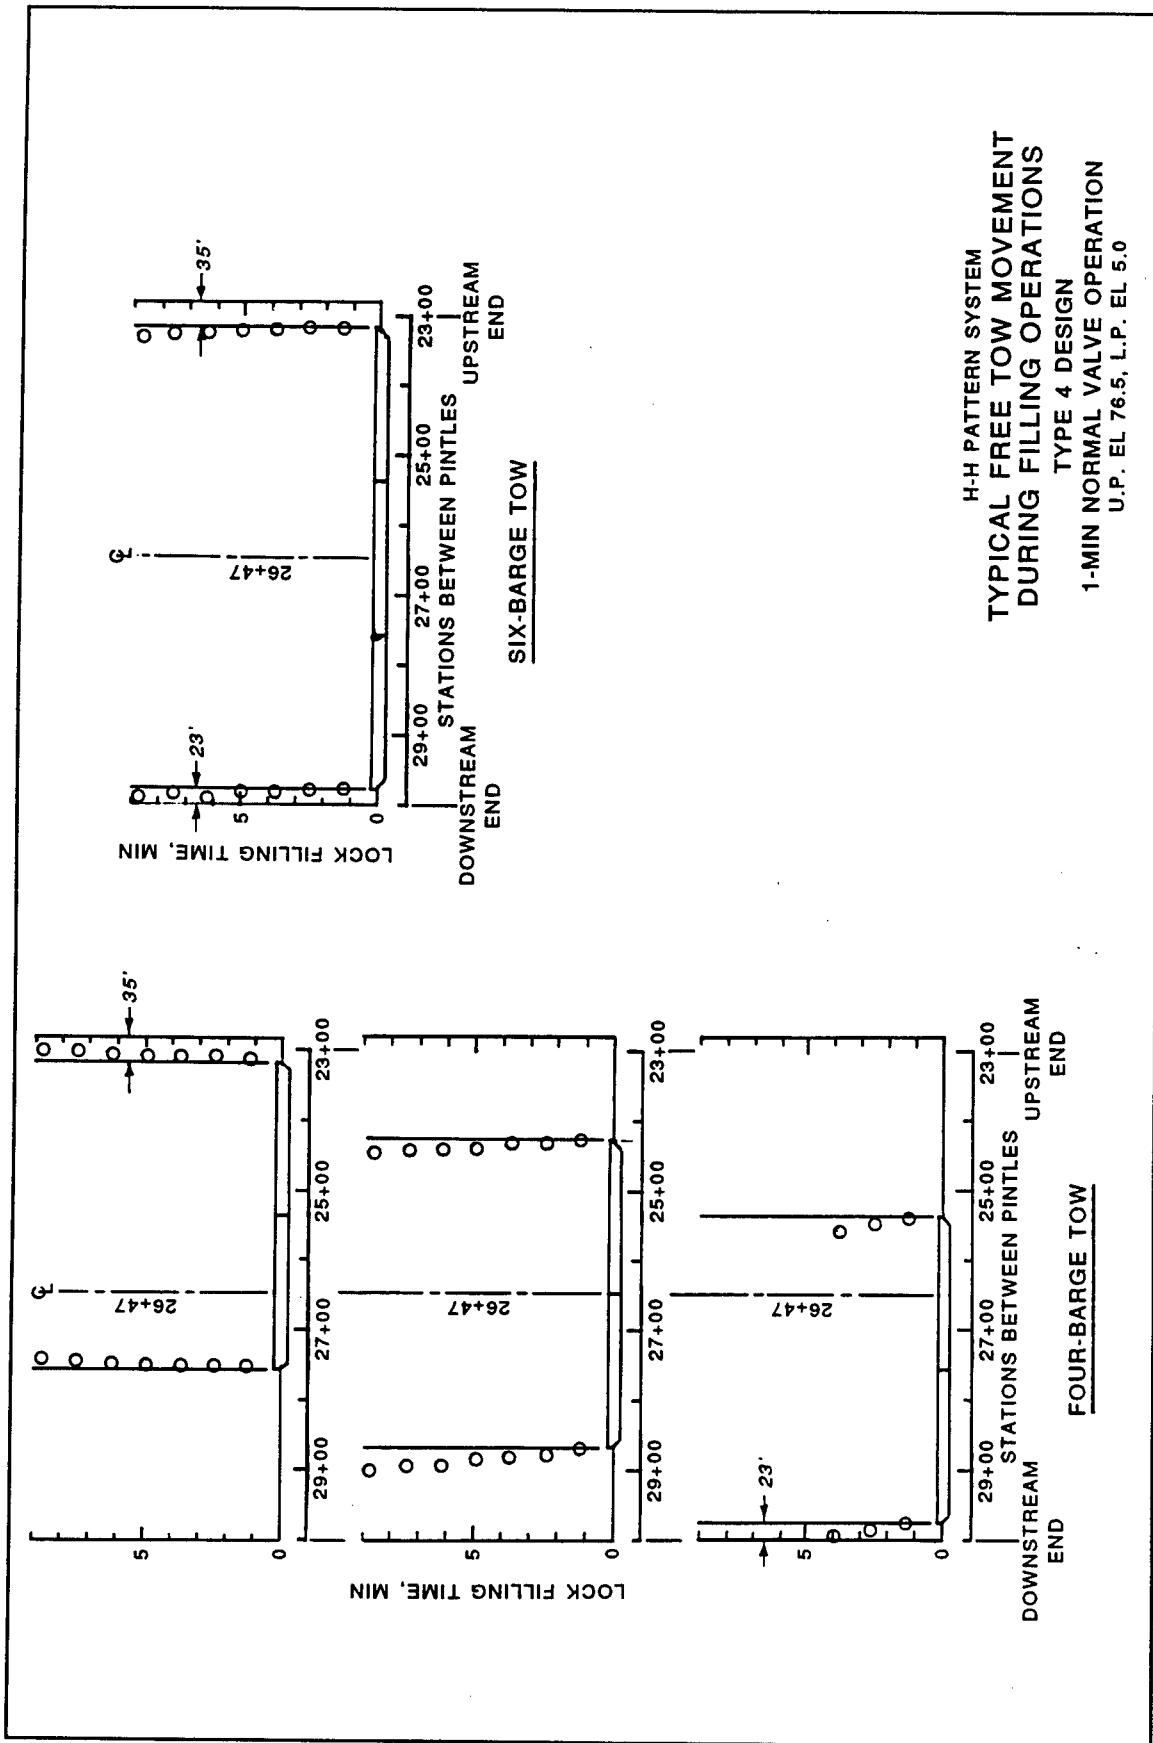 35'
℄
26+47
5
0
29+00
27+00
25+00
23+00
26+47
5
0
29+00
27+00
25+00
23+00
LOCK FILLING TIME, MIN
26+47
23'
5
0
29+00
27+00
25+00
23+00
STATIONS BETWEEN PINTLES
DOWNSTREAM
END
UPSTREAM
END
FOUR-BARGE TOW
℄
26+47
23'
35'
5
0
LOCK FILLING TIME, MIN
29+00
27+00
25+00
23+00
STATIONS BETWEEN PINTLES
DOWNSTREAM
END
UPSTREAM
END
SIX-BARGE TOW
H-H PATTERN SYSTEM
TYPICAL FREE TOW MOVEMENT
DURING FILLING OPERATIONS
TYPE 4 DESIGN
1-MIN NORMAL VALVE OPERATION
U.P. EL 76.5, L.P. EL 5.0